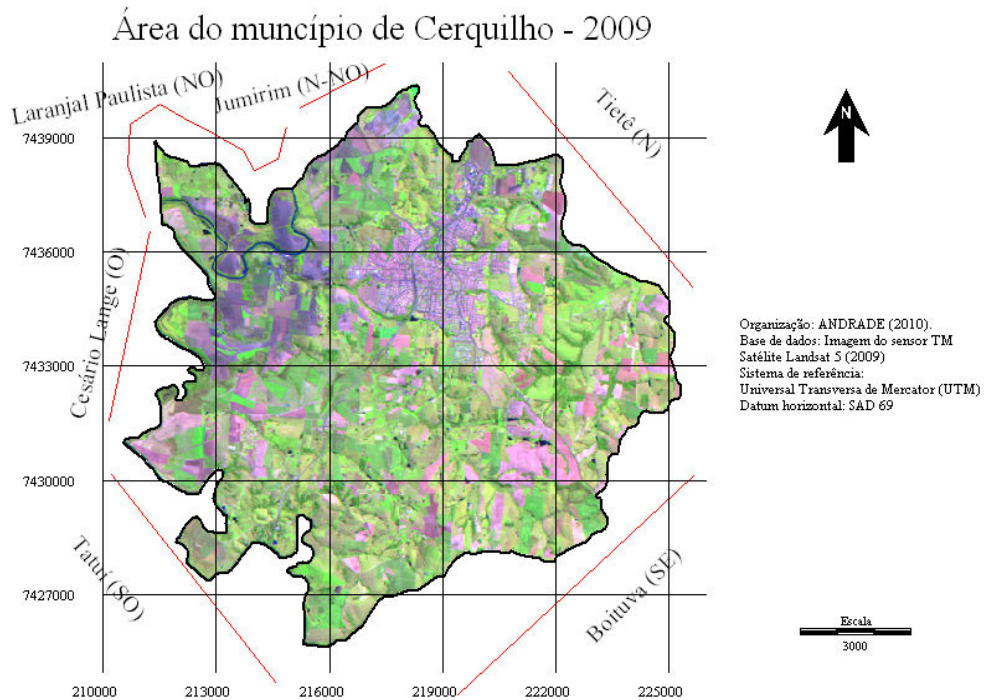 Área do muncípio de Cerquilho - 2009
Laranjal Paulista (NO)
Jumirim (N-NO)
Tietê (N)
N
7439000
7436000
7433000
7430000
7427000
Cesário Lange (O)
Tatuí (SO)
Boituva (SE)
210000
213000
216000
219000
222000
225000
Organização: ANDRADE (2010).
Base de dados: Imagem do sensor TM
Satélite Landsat 5 (2009)
Sistema de referência:
Universal Transversa de Mercator (UTM)
Datum horizontal: SAD 69
Escala
3000